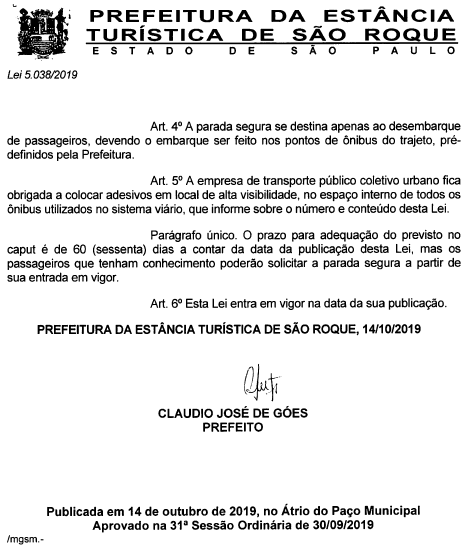 PREFEITURA DA ESTÂNCIA
TURÍSTICA DE SÃO ROQUE
ESTADO DE SÃO PAULO
Lei 5.038/2019
Art. 4º A parada segura se destina apenas ao desembarque
de passageiros, devendo o embarque ser feito nos pontos de ônibus do trajeto, pré-
definidos pela Prefeitura.
Art. 5º A empresa de transporte público coletivo urbano fica
obrigada a colocar adesivos em local de alta visibilidade, no espaço interno de todos os
ônibus utilizados no sistema viário, que informe sobre o número e conteúdo desta Lei.
Parágrafo único. O prazo para adequação do previsto no
caput é de 60 (sessenta) dias a contar da data da publicação desta Lei, mas os
passageiros que tenham conhecimento poderão solicitar a parada segura a partir de
sua entrada em vigor.
Art. 6º Esta Lei entra em vigor na data da sua publicação.
PREFEITURA DA ESTÂNCIA TURÍSTICA DE SÃO ROQUE, 14/10/2019
CLAUDIO JOSÉ DE GÓES
PREFEITO
Publicada em 14 de outubro de 2019, no Átrio do Paço Municipal
Aprovado na 31ª Sessão Ordinária de 30/09/2019
/mgsm.-